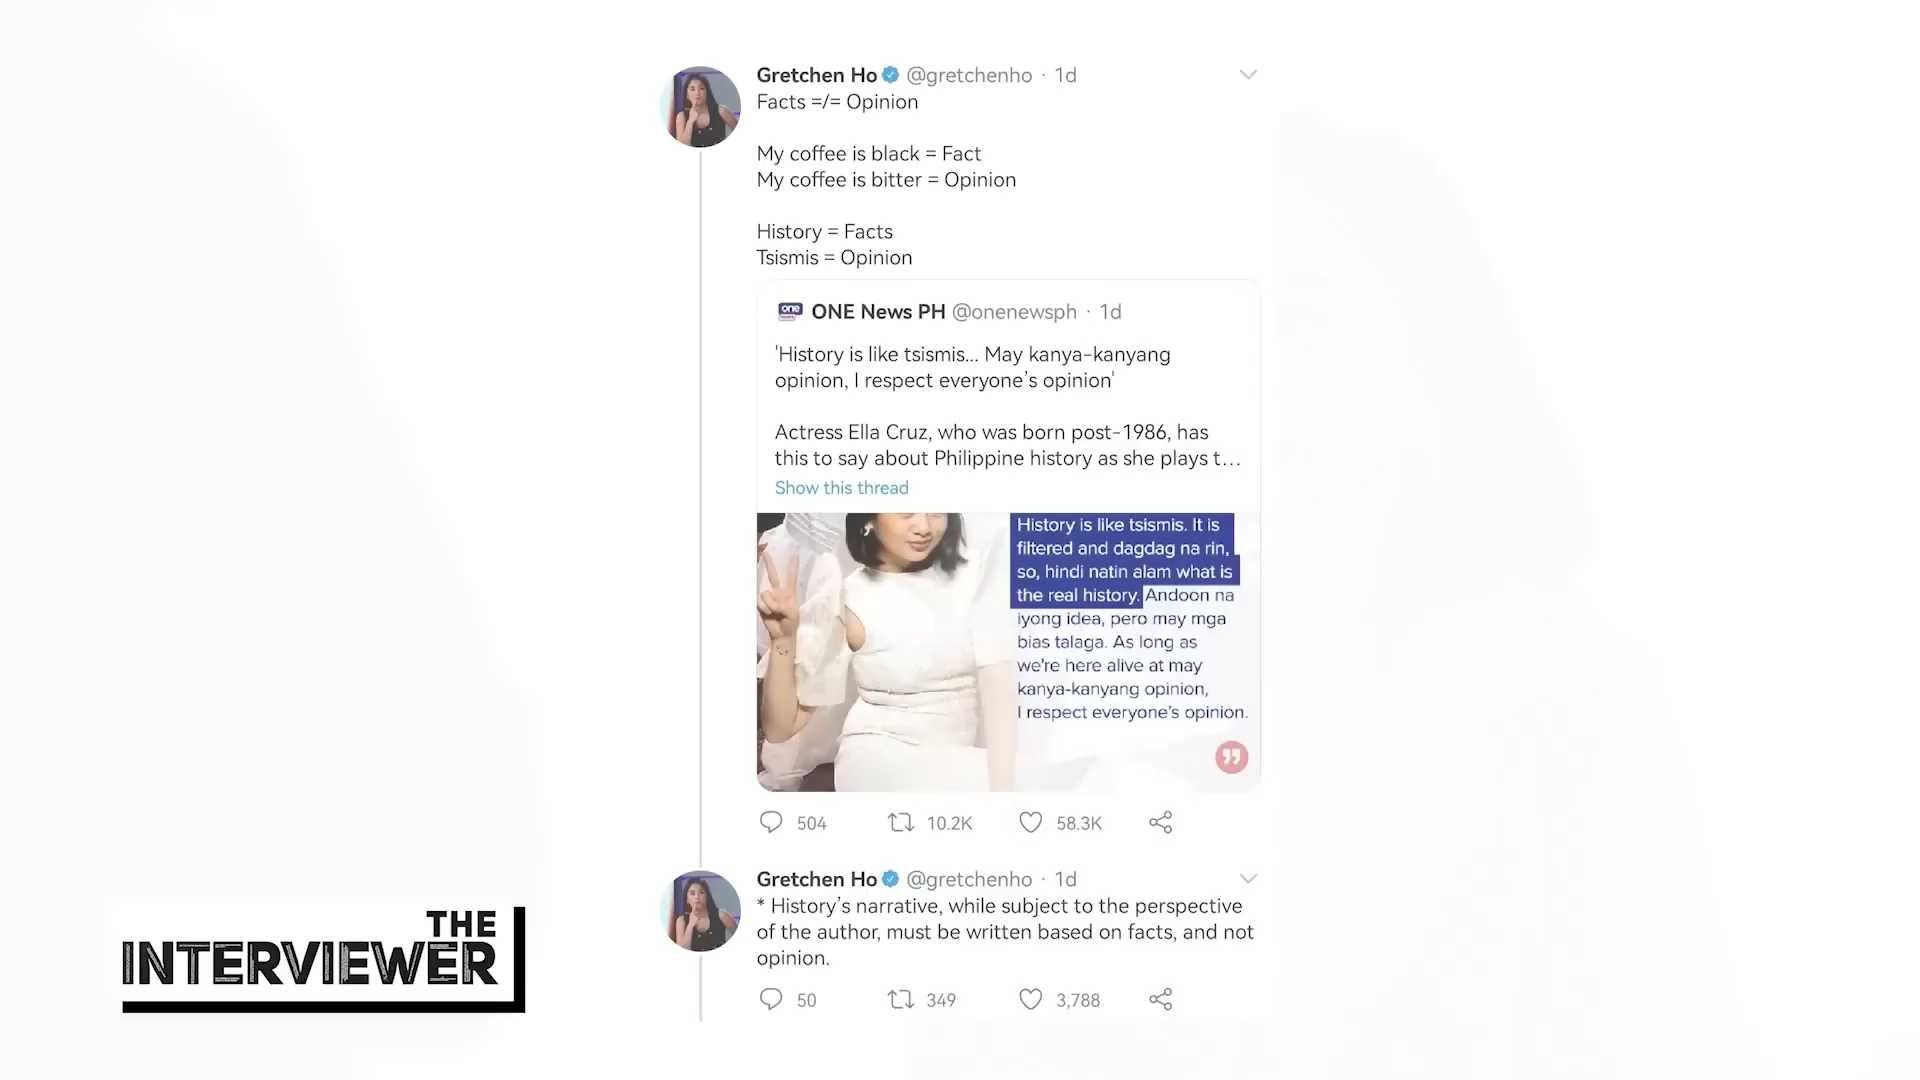 Gretchen Ho @gretchenho · 1d
Facts =/= Opinion
My coffee is black = Fact
My coffee is bitter = Opinion
History = Facts
Tsismis = Opinion
one
ONE News PH @onenewsph · 1d
'History is like tsismis... May kanya-kanyang
opinion, I respect everyone’s opinion'
Actress Ella Cruz, who was born post-1986, has
this to say about Philippine history as she plays t...
Show this thread
History is like tsismis. It is
filtered and dagdag na rin,
so, hindi natin alam what is
the real history. Andoon na
iyong idea, pero may mga
bias talaga. As long as
we're here alive at may
kanya-kanyang opinion,
I respect everyone's opinion.
504 10.2K 58.3K
Gretchen Ho @gretchenho · 1d
* History’s narrative, while subject to the perspective
of the author, must be written based on facts, and not
opinion.
50 349 3,788
THE
INTERVIEWER